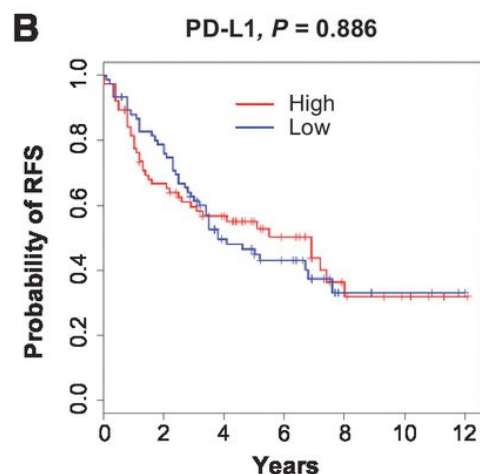 B
PD-L1, P = 0.886
High
Low
Probability of RFS
1.0
0.8
0.6
0.4
0.2
0.0
0 2 4 6 8 10 12
Years